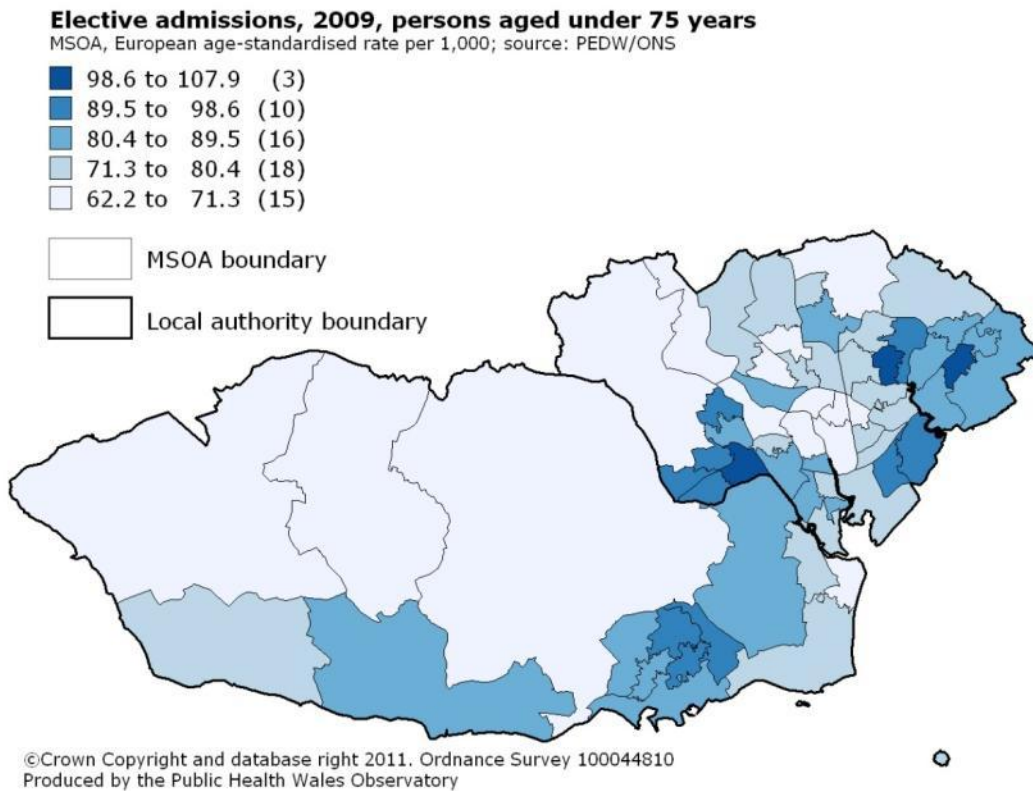 Elective admissions, 2009, persons aged under 75 years
MSOA, European age-standardised rate per 1,000; source: PEDW/ONS
98.6 to 107.9 (3)
89.5 to 98.6 (10)
80.4 to 89.5 (16)
71.3 to 80.4 (18)
62.2 to 71.3 (15)
MSOA boundary
Local authority boundary
©Crown Copyright and database right 2011. Ordnance Survey 100044810
Produced by the Public Health Wales Observatory